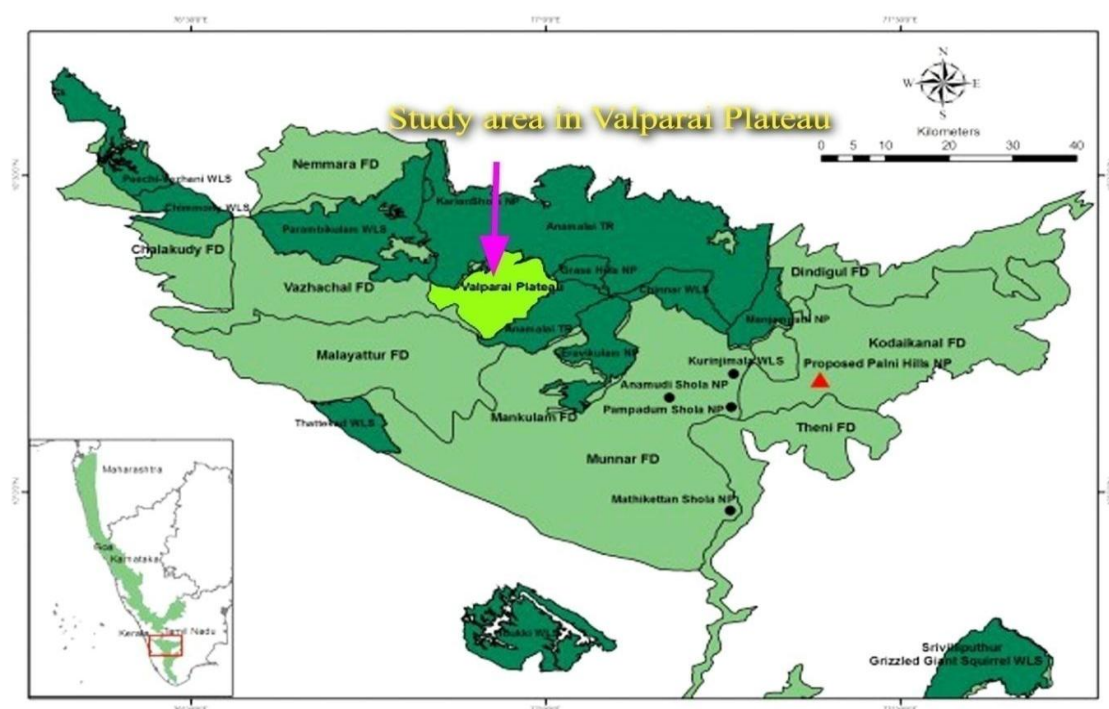 77°0'0"E
N
W
E
S
Study area in Valparai Plateau
Kilometers
0 5 10 20 30 40
Nemmara FD
Peechi-Vazhani WLS
Chimmony WLS
KarianShola NP
Parambikulam WLS
Anamalai TR
Chalakudy FD
Grass Hills NP
Dindigul FD
Vazhachal FD
Valparai Plateau
Chinnar WLS
Anamalai TR
Manjampatti NP
Kodaikanal FD
Malayattur FD
Eravikulam NP
Kurinjimala WLS
Proposed Palni Hills NP
Anamudi Shola NP
Pampadum Shola NP
Mankulam FD
Thattekad WLS
Theni FD
Munnar FD
Maharashtra
Mathikettan Shola NP
Goa
Karnataka
Kerala
Tamil Nadu
Idukki WLS
Srivilliputhur
Grizzled Giant Squirrel WLS